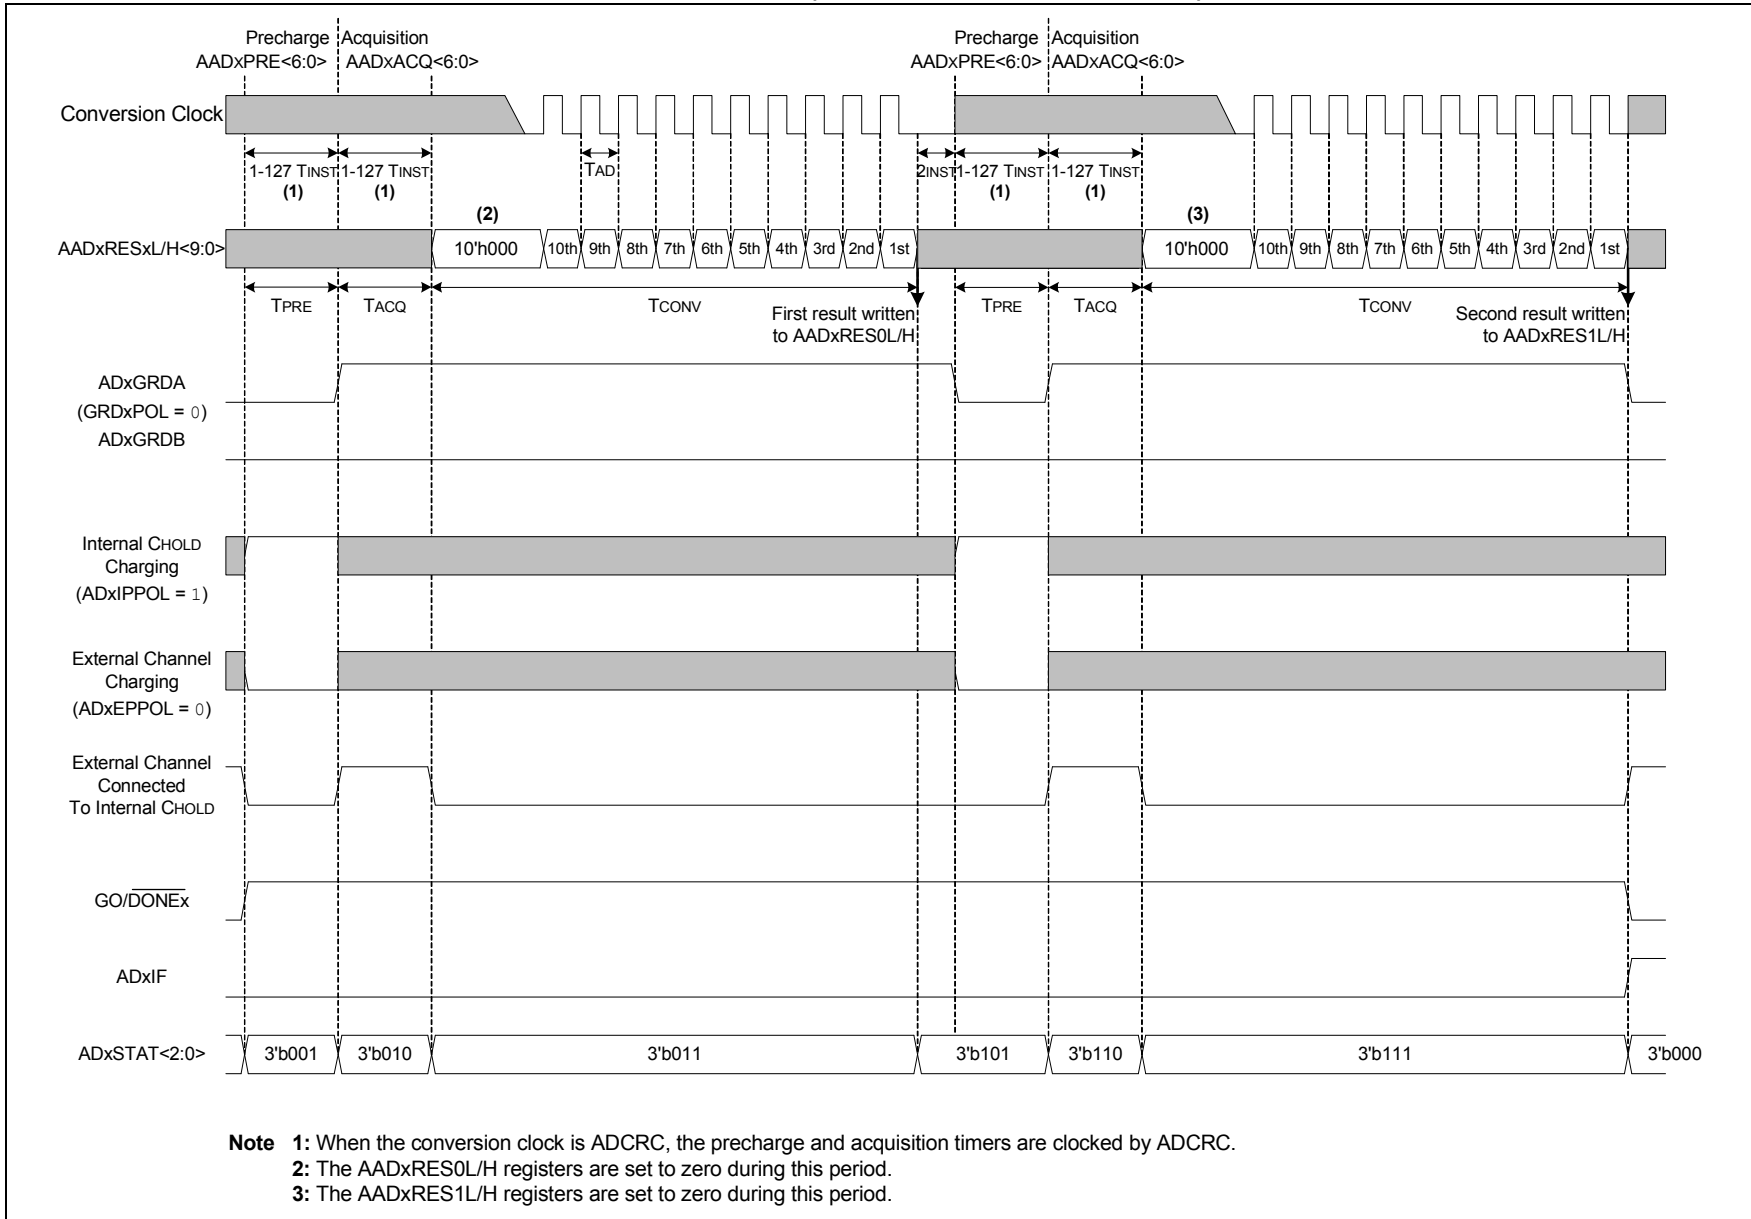 Precharge Acquisition Precharge Acquisition
AADxPRE<6:0> AADxACQ<6:0> AADxPRE<6:0> AADxACQ<6:0>
Conversion Clock
1-127 TINST 1-127 TINST TAD 2INST 1-127 TINST 1-127 TINST
(1) (1) (1) (1)
(2) (3)
AADxRESxL/H<9:0> 10'h000 10th 9th 8th 7th 6th 5th 4th 3rd 2nd 1st 10'h000 10th 9th 8th 7th 6th 5th 4th 3rd 2nd 1st
TPRE TACQ TCONV TPRE TACQ TCONV
First result written
to AADxRES0L/H
Second result written
to AADxRES1L/H
ADxGRDA
(GRDxPOL = 0)
ADxGRDB
Internal CHOLD
Charging
(ADxIPPOL = 1)
External Channel
Charging
(ADxEPPOL = 0)
External Channel
Connected
To Internal CHOLD
GO/DONEx
ADxIF
ADxSTAT<2:0> 3'b001 3'b010 3'b011 3'b101 3'b110 3'b111 3'b000
Note 1: When the conversion clock is ADCRC, the precharge and acquisition timers are clocked by ADCRC.
2: The AADxRES0L/H registers are set to zero during this period.
3: The AADxRES1L/H registers are set to zero during this period.